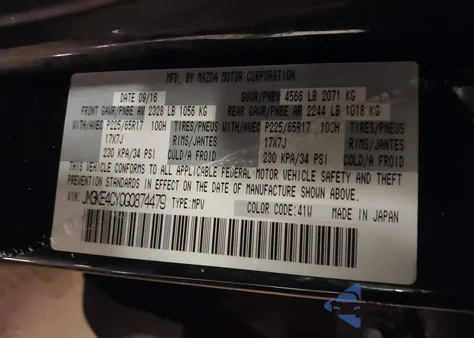 MFD. BY MAZDA MOTOR CORPORATION
DATE 09/16 GVWR/PNBV 4566 LB 2071 KG
FRONT GAWR/PNBE AV 2328 LB 1056 KG REAR GAWR/PNBE AR 2244 LB 1018 KG
WITH/AVEC P225/65R17 100H TIRES/PNEUS WITH/AVEC P225/65R17 100H TIRES/PNEUS
17X7J RIMS/JANTES 17X7J RIMS/JANTES
230 KPA/34 PSI COLD/A FROID 230 KPA/34 PSI COLD/A FROID
THIS VEHICLE CONFORMS TO ALL APPLICABLE FEDERAL MOTOR VEHICLE SAFETY AND THEFT
PREVENTION STANDARDS IN EFFECT ON THE DATE OF MANUFACTURE SHOWN ABOVE.
VIN: JM3KE4CY0G0874479 TYPE:MPV COLOR CODE:41W MADE IN JAPAN